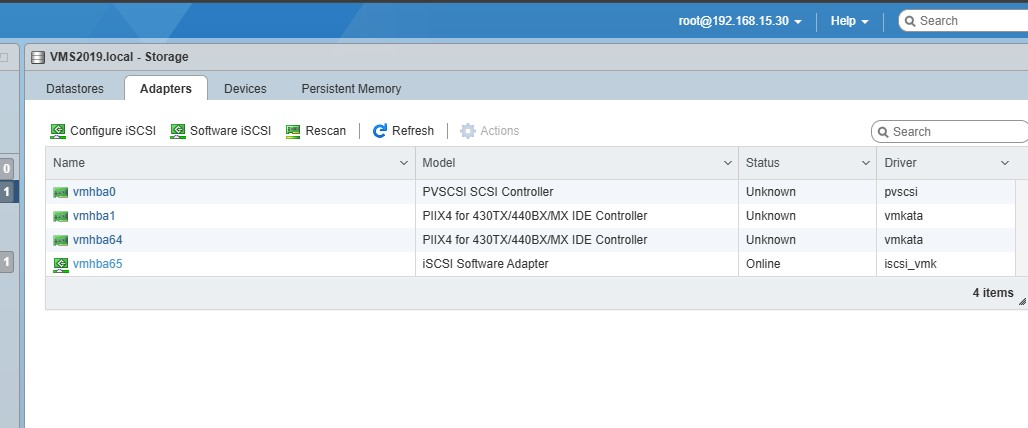 root@192.168.15.30 Help Search
VMS2019.local - Storage
Datastores Adapters Devices Persistent Memory
Configure iSCSI Software iSCSI Rescan Refresh Actions Search
Name Model Status Driver
0
1 vmhba0 PVSCSI SCSI Controller Unknown pvscsi
vmhba1 PIIX4 for 430TX/440BX/MX IDE Controller Unknown vmkata
vmhba64 PIIX4 for 430TX/440BX/MX IDE Controller Unknown vmkata
1 vmhba65 iSCSI Software Adapter Online iscsi_vmk
4 items